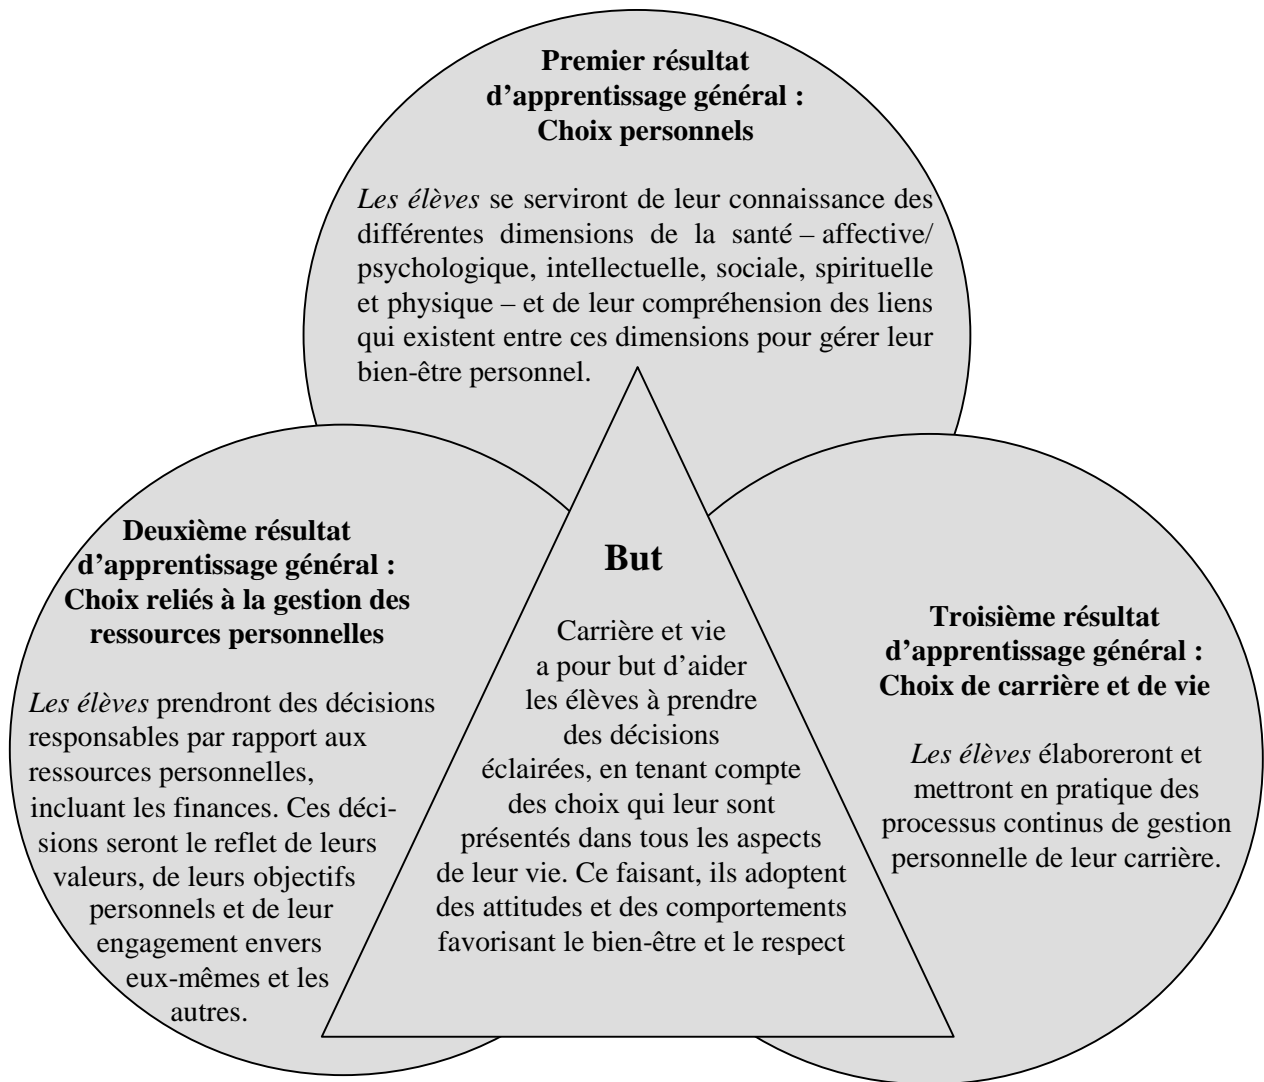 Premier résultat
d'apprentissage général :
Choix personnels
Les élèves se serviront de leur connaissance des
différentes dimensions de la santé – affective/
psychologique, intellectuelle, sociale, spirituelle
et physique – et de leur compréhension des liens
qui existent entre ces dimensions pour gérer leur
bien-être personnel.
Deuxième résultat
d'apprentissage général :
Choix reliés à la gestion des
ressources personnelles
Les élèves prendront des décisions
responsables par rapport aux
ressources personnelles,
incluant les finances. Ces déci-
sions seront le reflet de leurs
valeurs, de leurs objectifs
personnels et de leur
engagement envers
eux-mêmes et les
autres.
But
Carrière et vie
a pour but d'aider
les élèves à prendre
des décisions
éclairées, en tenant compte
des choix qui leur sont
présentés dans tous les aspects
de leur vie. Ce faisant, ils adoptent
des attitudes et des comportements
favorisant le bien-être et le respect
Troisième résultat
d'apprentissage général :
Choix de carrière et de vie
Les élèves élaboreront et
mettront en pratique des
processus continus de gestion
personnelle de leur carrière.